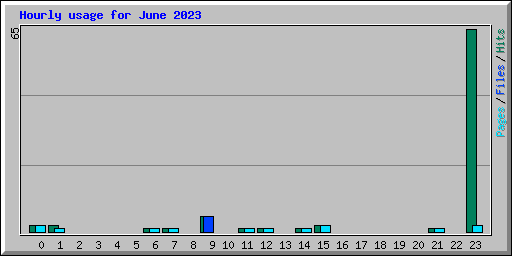 Hourly usage for June 2023
65
Pages/Files/Hits
0 1 2 3 4 5 6 7 8 9 10 11 12 13 14 15 16 17 18 19 20 21 22 23